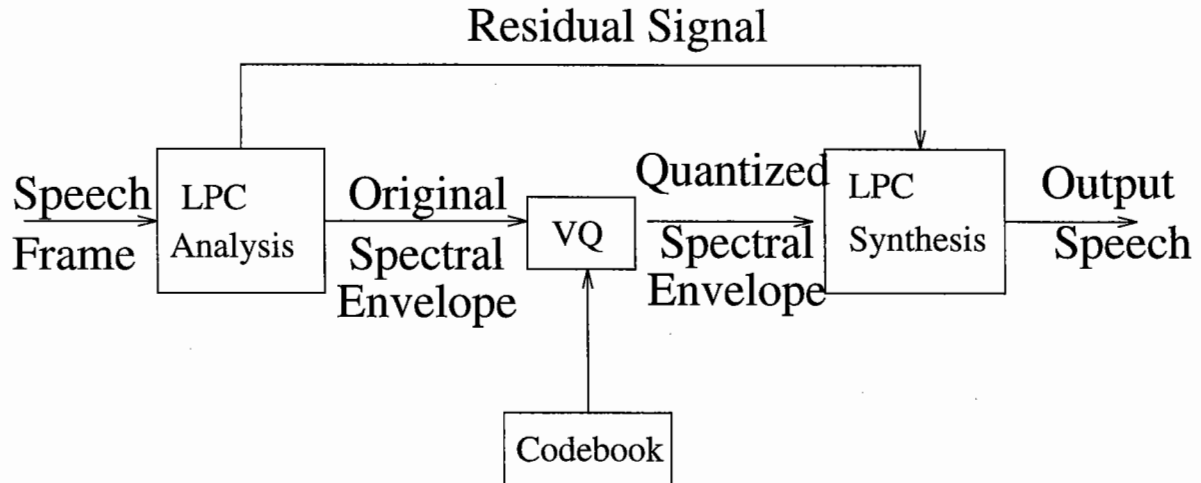 Residual Signal
Speech
Frame
LPC
Analysis
Original
Spectral
Envelope
VQ
Quantized
Spectral
Envelope
LPC
Synthesis
Output
Speech
Codebook